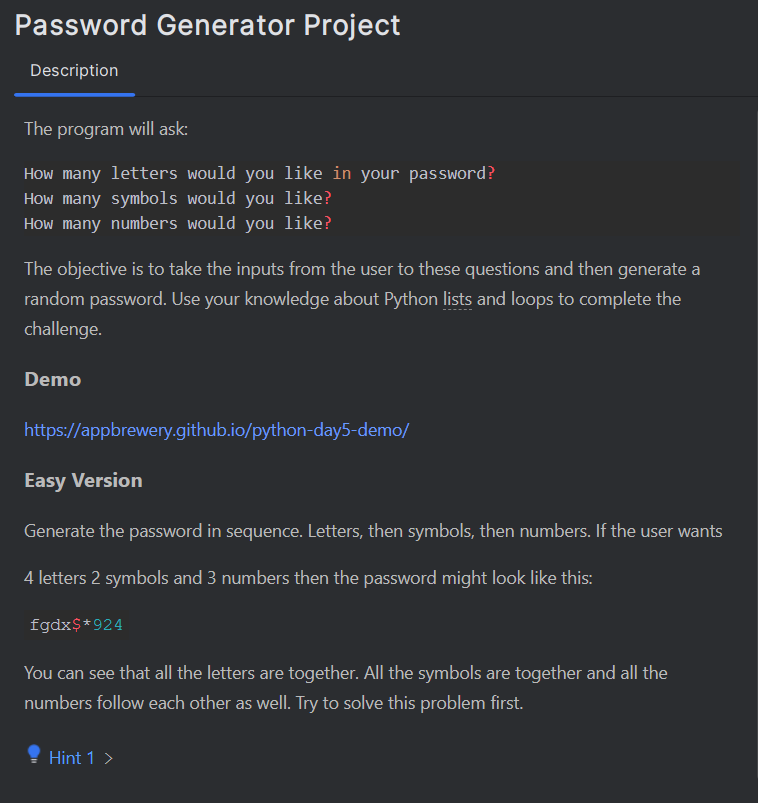 Password Generator Project
Description
The program will ask:
How many letters would you like in your password?
How many symbols would you like?
How many numbers would you like?
The objective is to take the inputs from the user to these questions and then generate a
random password. Use your knowledge about Python lists and loops to complete the
challenge.
Demo
https://appbrewery.github.io/python-day5-demo/
Easy Version
Generate the password in sequence. Letters, then symbols, then numbers. If the user wants
4 letters 2 symbols and 3 numbers then the password might look like this:
fgdx$*924
You can see that all the letters are together. All the symbols are together and all the
numbers follow each other as well. Try to solve this problem first.
Hint 1 >